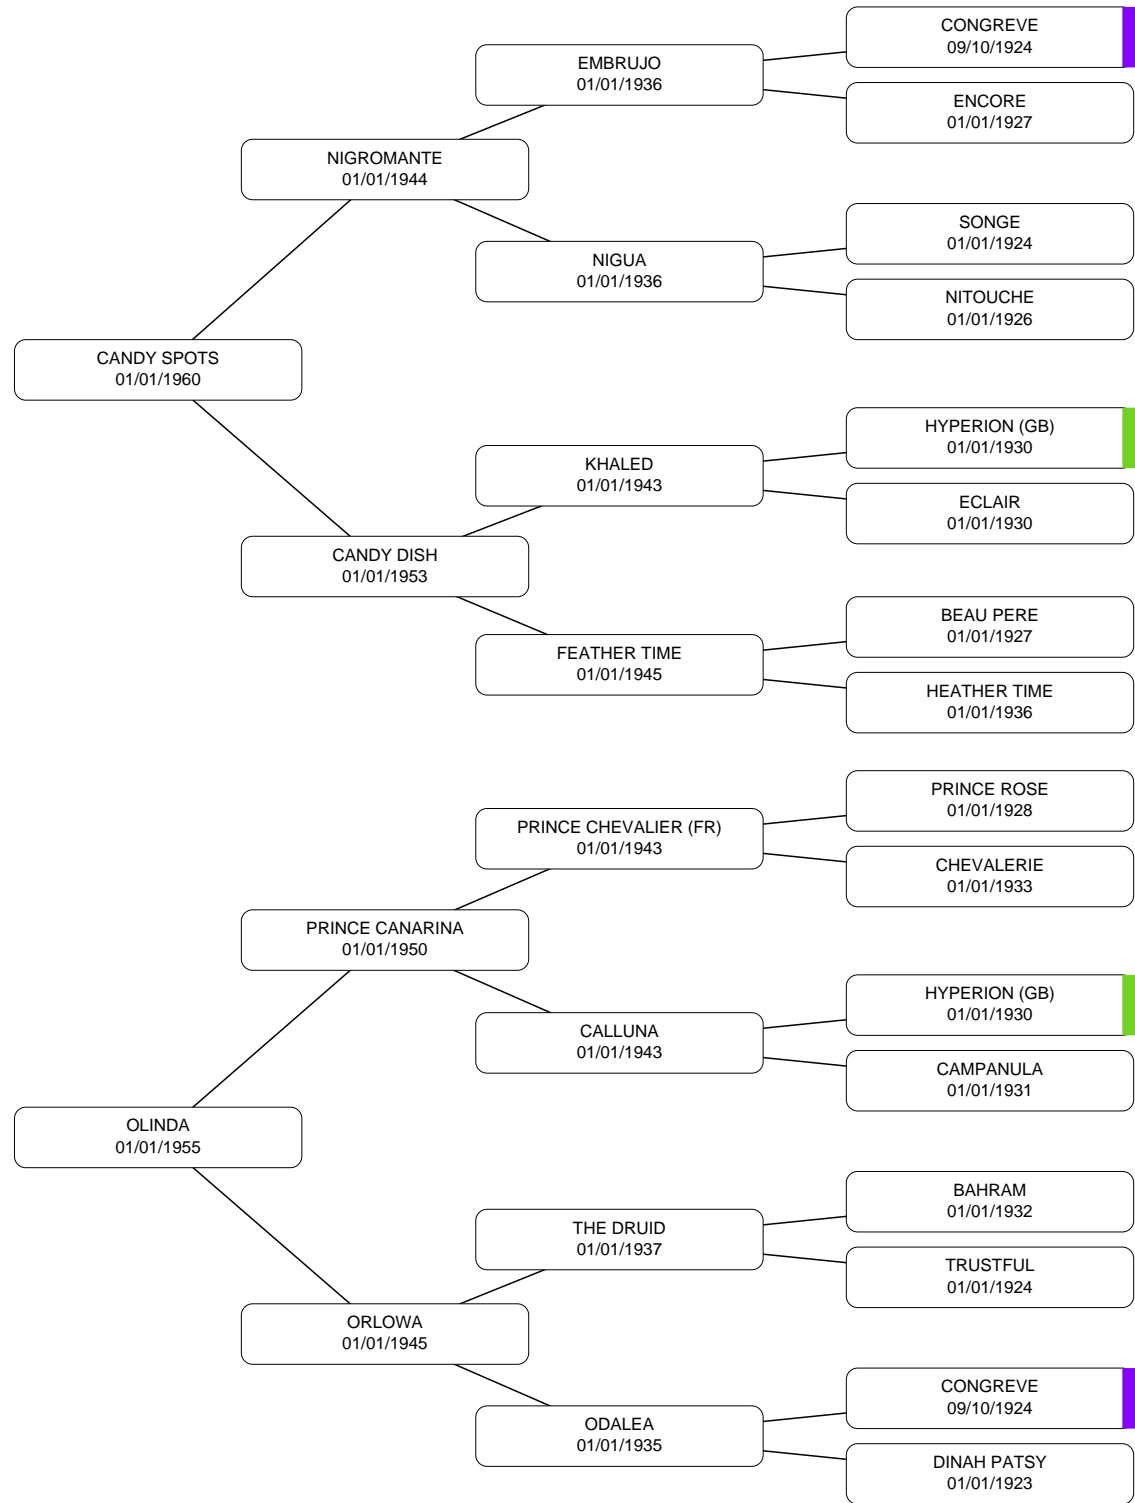 CONGREVE
09/10/1924
EMBRUJO
01/01/1936
ENCORE
01/01/1927
NIGROMANTE
01/01/1944
SONGE
01/01/1924
NIGUA
01/01/1936
NITOUCHE
01/01/1926
CANDY SPOTS
01/01/1960
HYPERION (GB)
01/01/1930
KHALED
01/01/1943
ECLAIR
01/01/1930
CANDY DISH
01/01/1953
BEAU PERE
01/01/1927
FEATHER TIME
01/01/1945
HEATHER TIME
01/01/1936
PRINCE ROSE
01/01/1928
PRINCE CHEVALIER (FR)
01/01/1943
CHEVALERIE
01/01/1933
PRINCE CANARINA
01/01/1950
HYPERION (GB)
01/01/1930
CALLUNA
01/01/1943
CAMPANULA
01/01/1931
OLINDA
01/01/1955
BAHRAM
01/01/1932
THE DRUID
01/01/1937
TRUSTFUL
01/01/1924
ORLOWA
01/01/1945
CONGREVE
09/10/1924
ODALEA
01/01/1935
DINAH PATSY
01/01/1923